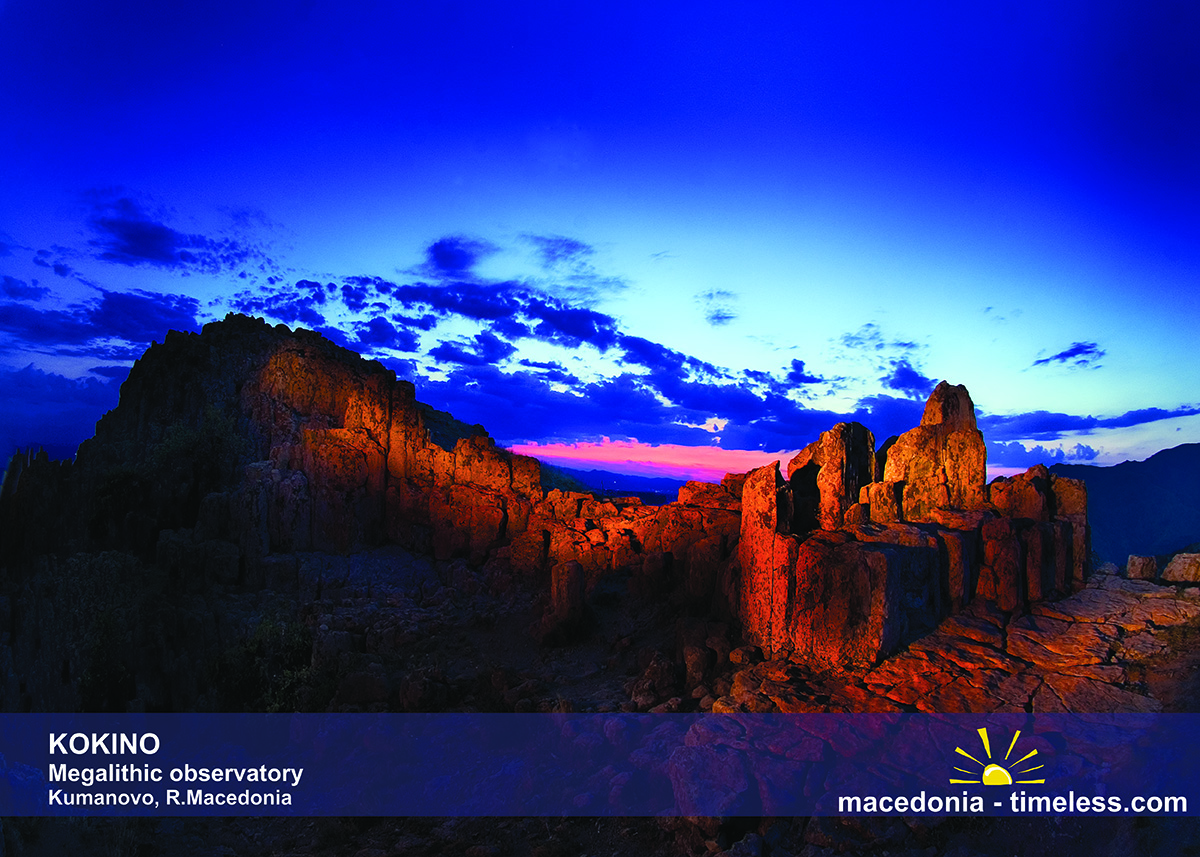 KOKINO
Megalithic observatory
Kumanovo, R.Macedonia
macedonia - timeless.com